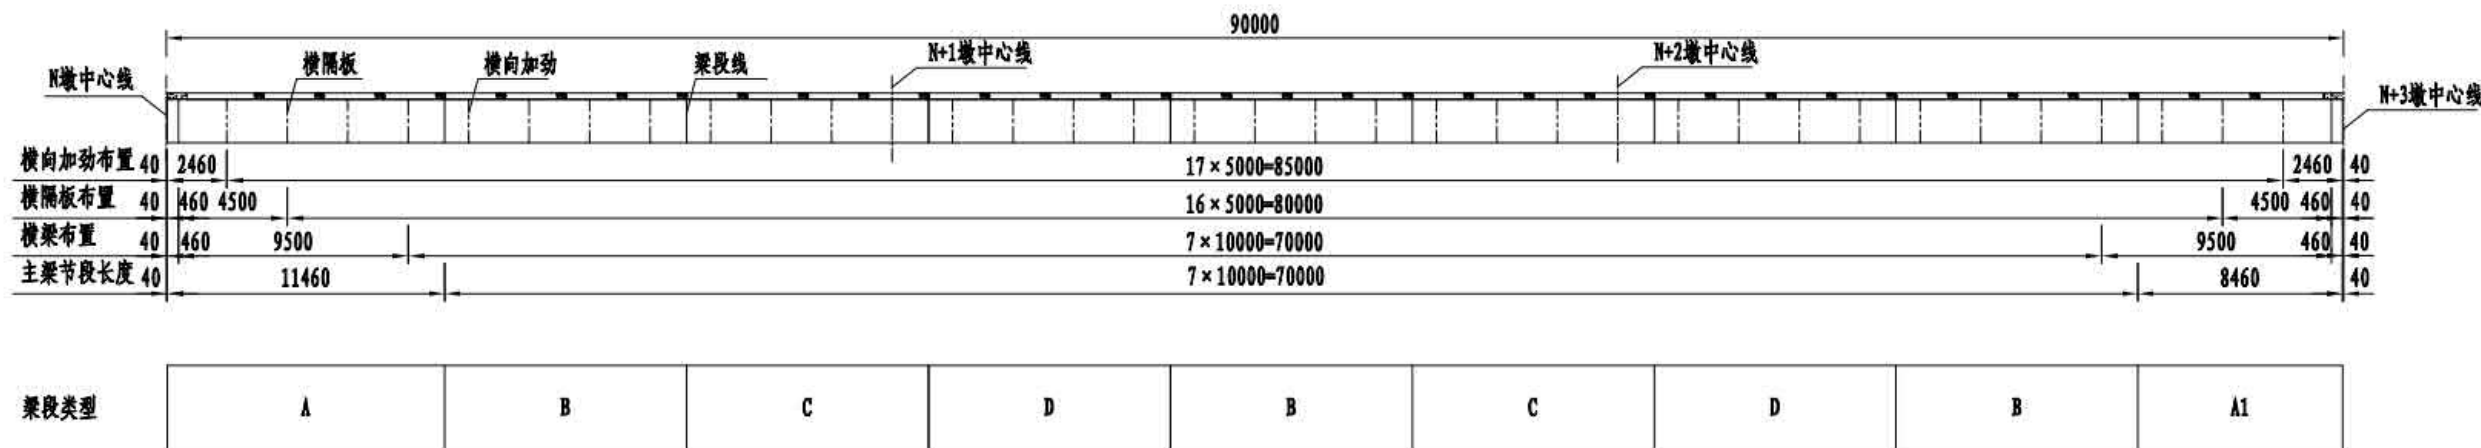 90000
N墩中心线
横隔板
横向加劲
梁段线
N+1墩中心线
N+2墩中心线
N+3墩中心线
横向加劲布置 40 2460 17×5000=85000 2460 40
横隔板布置 40 460 4500 16×5000=80000 4500 460 40
横梁布置 40 460 9500 7×10000=70000 9500 460 40
主梁节段长度 40 11460 7×10000=70000 8460 40
梁段类型 A B C D B C D B A1